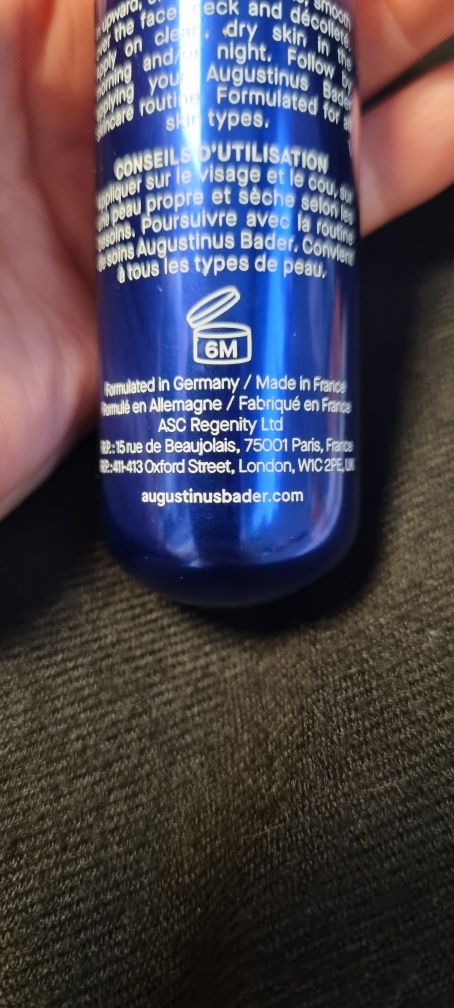 upward, smooth
the face, neck and décolleté.
on clean, dry skin in the
morning and/or night. Follow by
applying your Augustinus Bader
skincare routine. Formulated for all
skin types.
CONSEILS D'UTILISATION
Appliquer sur le visage et le cou, sur
une peau propre et sèche selon les
besoins. Poursuivre avec la routine
de soins Augustinus Bader. Convient
à tous les types de peau.
6M
Formulated in Germany / Made in France
Formulé en Allemagne / Fabriqué en France
ASC Regenity Ltd
R.P.: 15 rue de Beaujolais, 75001 Paris, France
R.P.: 411-413 Oxford Street, London, W1C 2PE, UK
augustinusbader.com